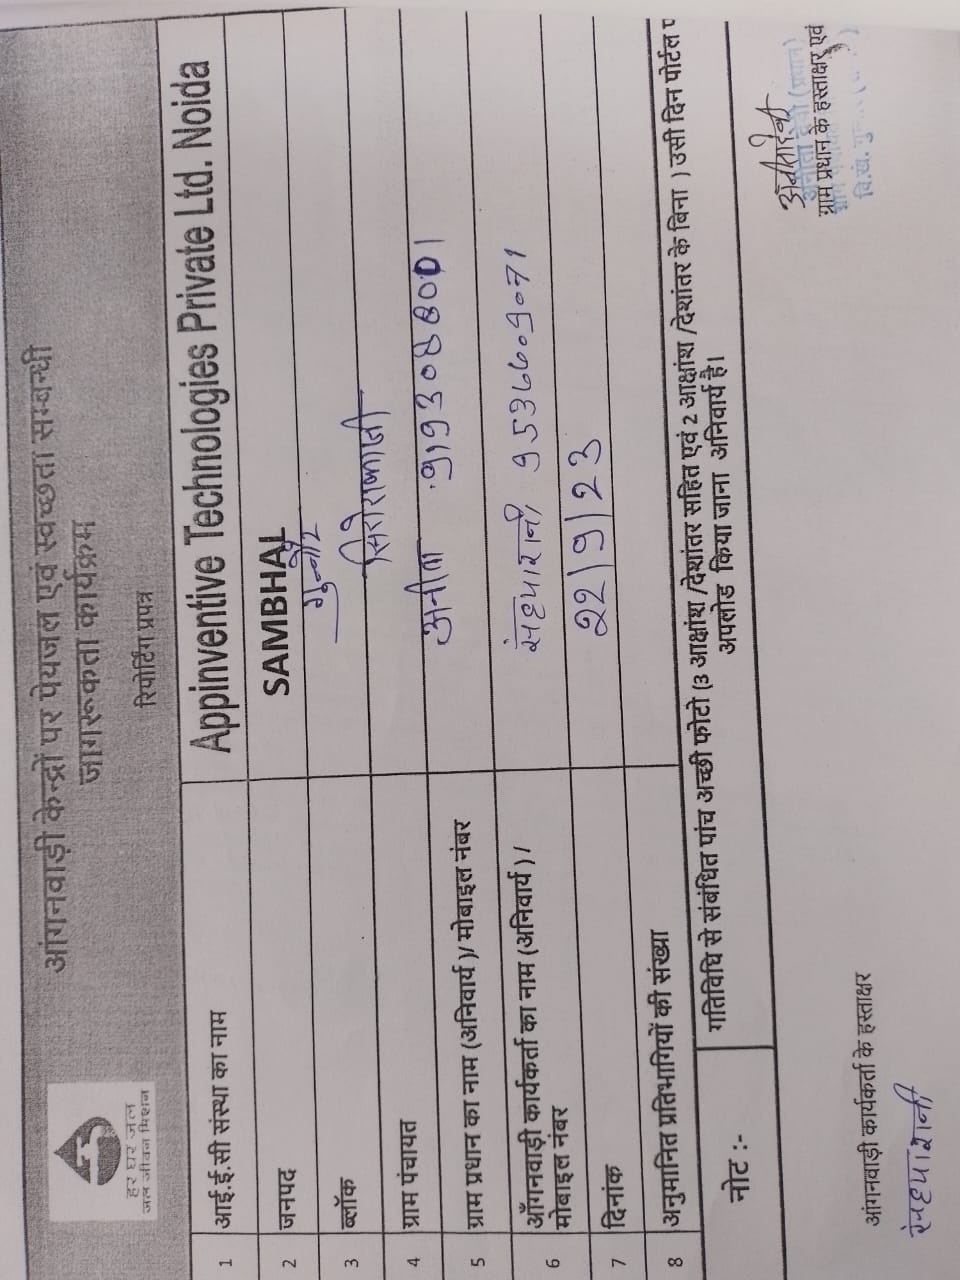 हर घर जल
जल जीवन मिशन
आंगनवाड़ी केन्द्रों पर पेयजल एवं स्वच्छता सम्बन्धी
जागरूकता कार्यक्रम
रिपोर्टिंग प्रपत्र
1 आई.ई.सी संस्था का नाम Appinventive Technologies Private Ltd. Noida
2 जनपद SAMBHAL
3 ब्लॉक गुन्नौर
4 ग्राम पंचायत
5 ग्राम प्रधान का नाम (अनिवार्य )/ मोबाइल नंबर अनीता 9193088001
6 आँगनवाड़ी कार्यकर्ता का नाम (अनिवार्य )/
मोबाइल नंबर 9536609071
7 दिनांक 22/9/23
8 अनुमानित प्रतिभागियों की संख्या
नोट :- गतिविधि से संबंधित पांच अच्छी फोटो (3 आक्षांश /देशांतर सहित एवं 2 आक्षांश /देशांतर के बिना ) उसी दिन पोर्टल प
अपलोड किया जाना अनिवार्य है।
अनीता देवी (प्रधान)
ग्राम प्रधान के हस्ताक्षर एवं
आंगनवाड़ी कार्यकर्ता के हस्ताक्षर